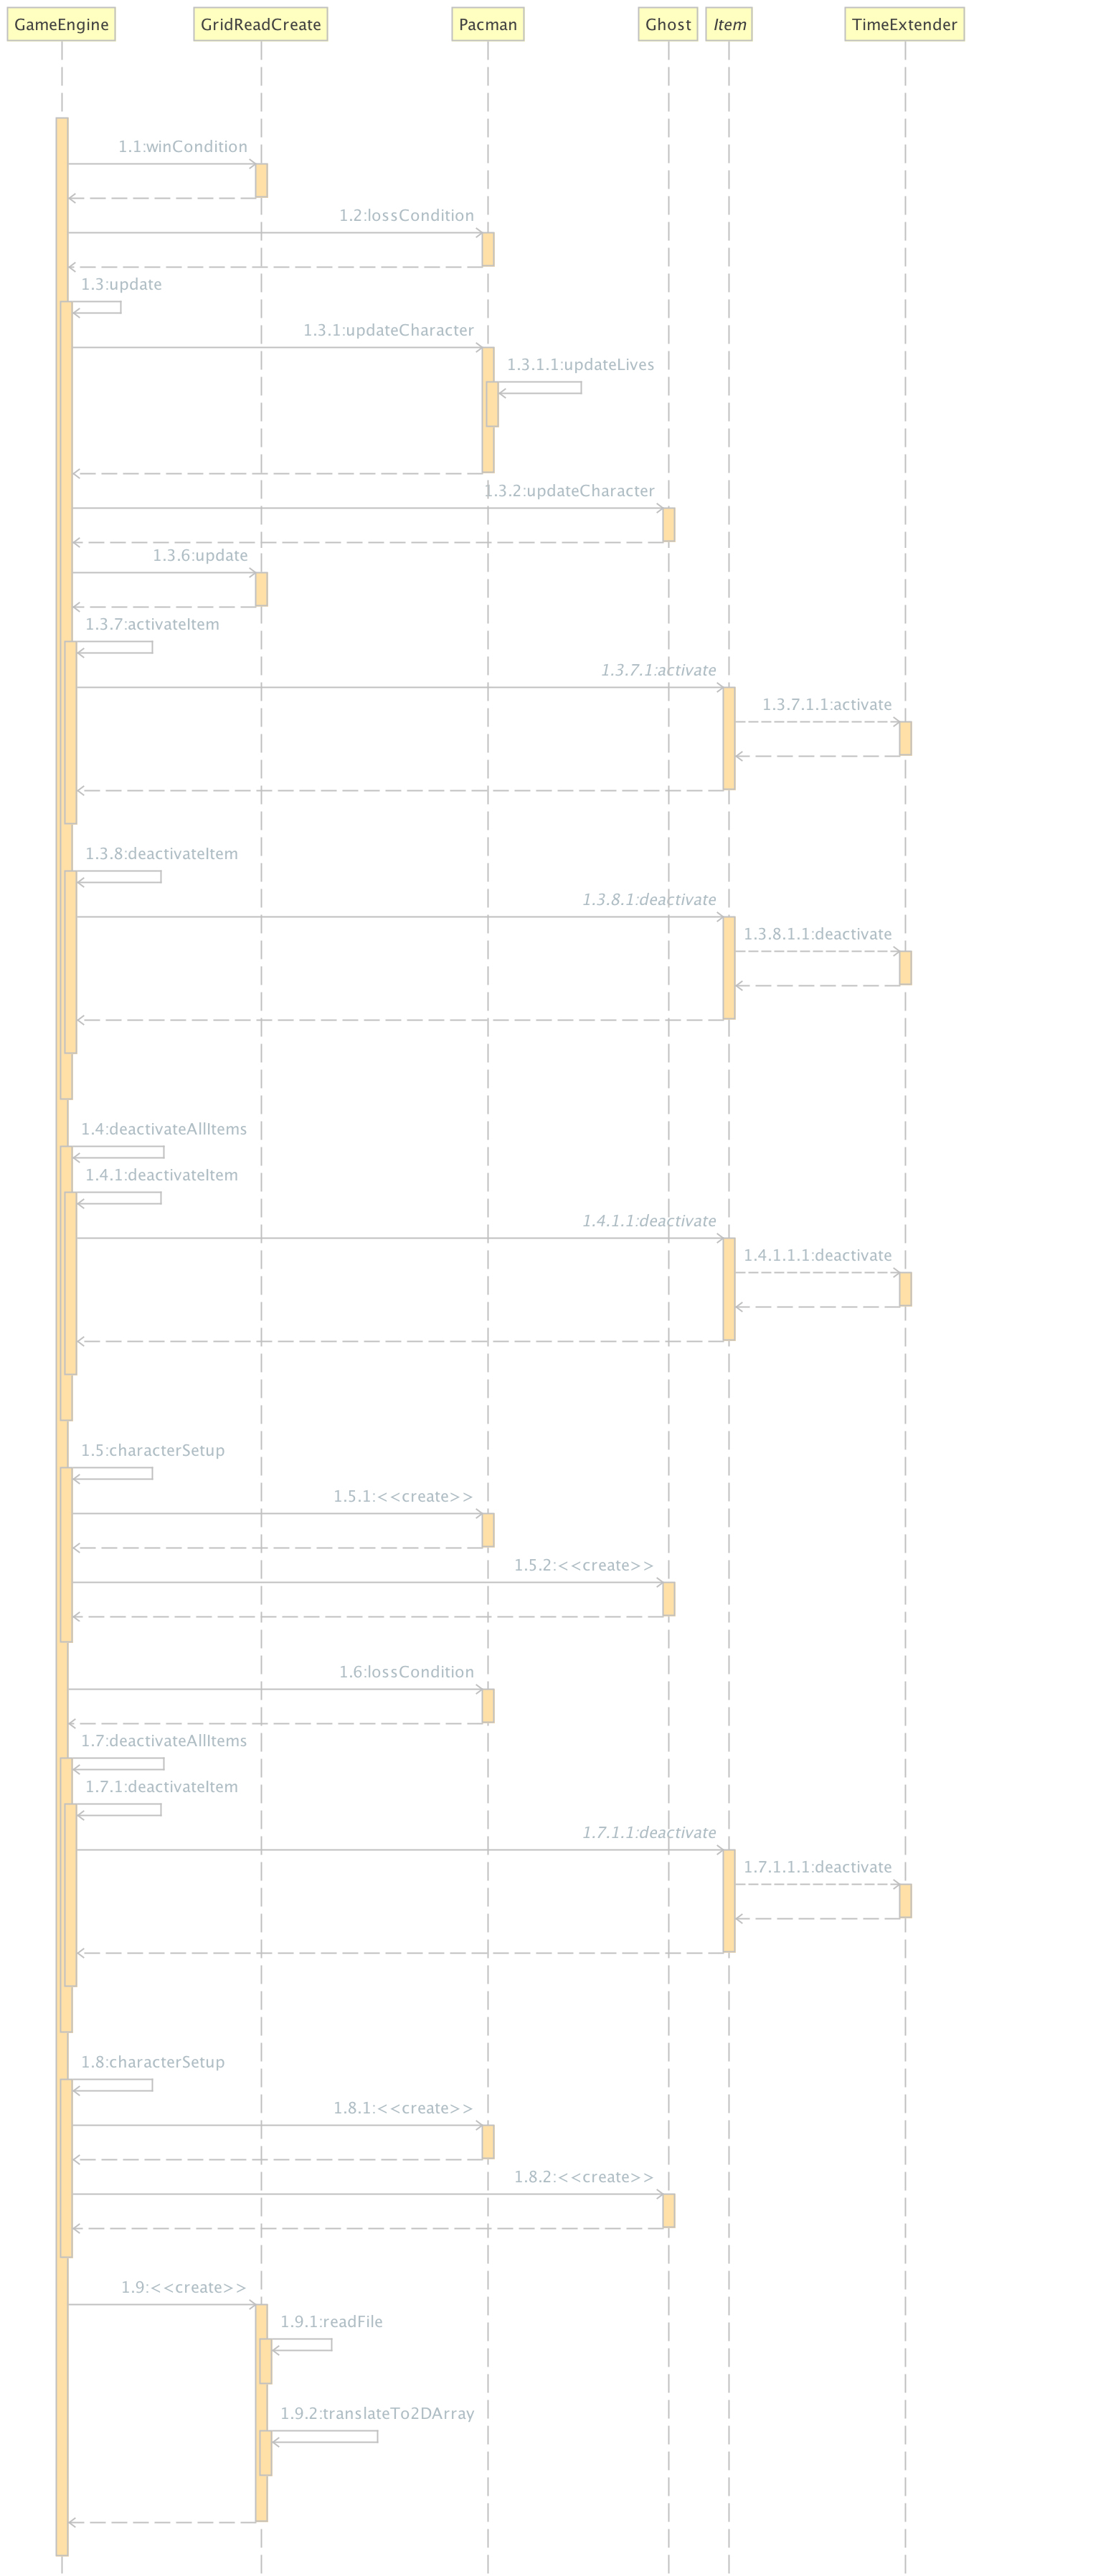 GameEngine
GridReadCreate
Pacman
Ghost
Item
TimeExtender
1.1:winCondition
1.2:lossCondition
1.3:update
1.3.1:updateCharacter
1.3.1.1:updateLives
1.3.2:updateCharacter
1.3.6:update
1.3.7:activateItem
1.3.7.1:activate
1.3.7.1.1:activate
1.3.8:deactivateItem
1.3.8.1:deactivate
1.3.8.1.1:deactivate
1.4:deactivateAllItems
1.4.1:deactivateItem
1.4.1.1:deactivate
1.4.1.1.1:deactivate
1.5:characterSetup
1.5.1:<<create>>
1.5.2:<<create>>
1.6:lossCondition
1.7:deactivateAllItems
1.7.1:deactivateItem
1.7.1.1:deactivate
1.7.1.1.1:deactivate
1.8:characterSetup
1.8.1:<<create>>
1.8.2:<<create>>
1.9:<<create>>
1.9.1:readFile
1.9.2:translateTo2DArray